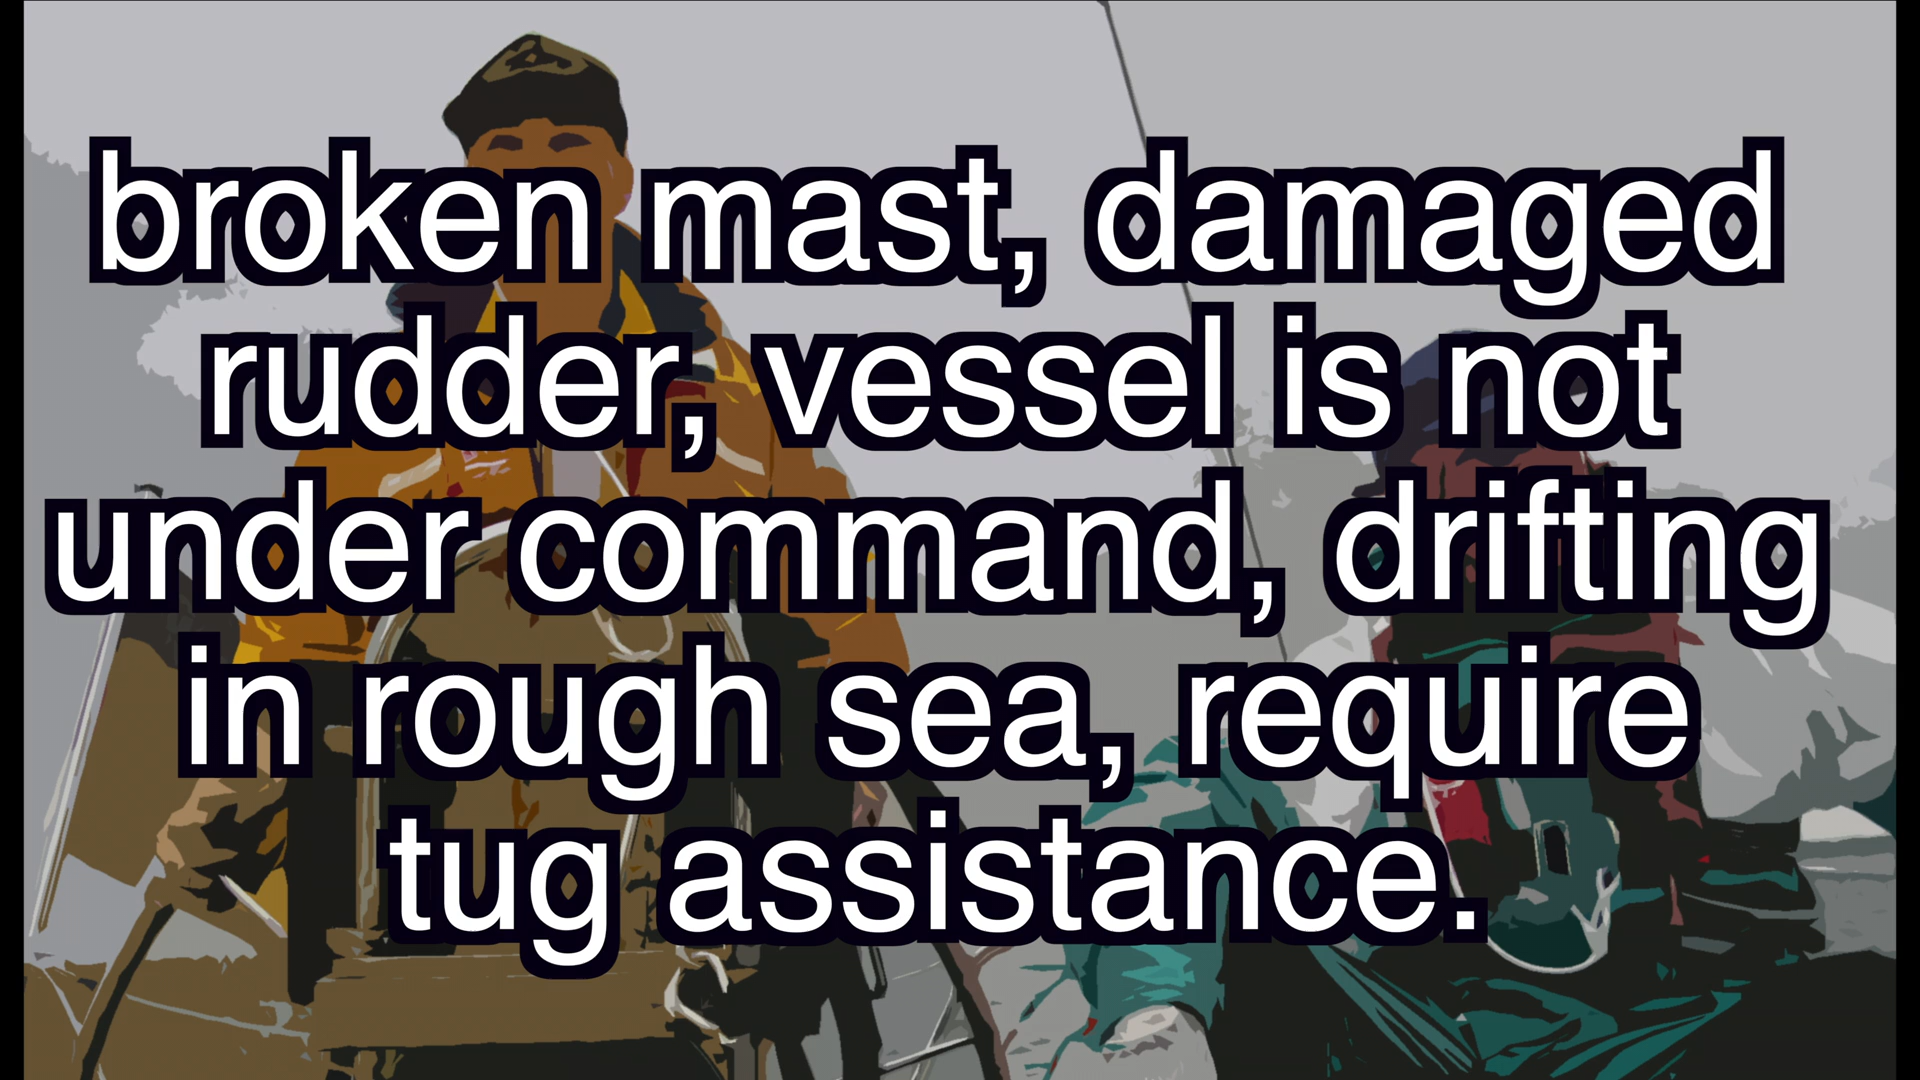 broken mast, damaged
rudder, vessel is not
under command, drifting
in rough sea, require
tug assistance.